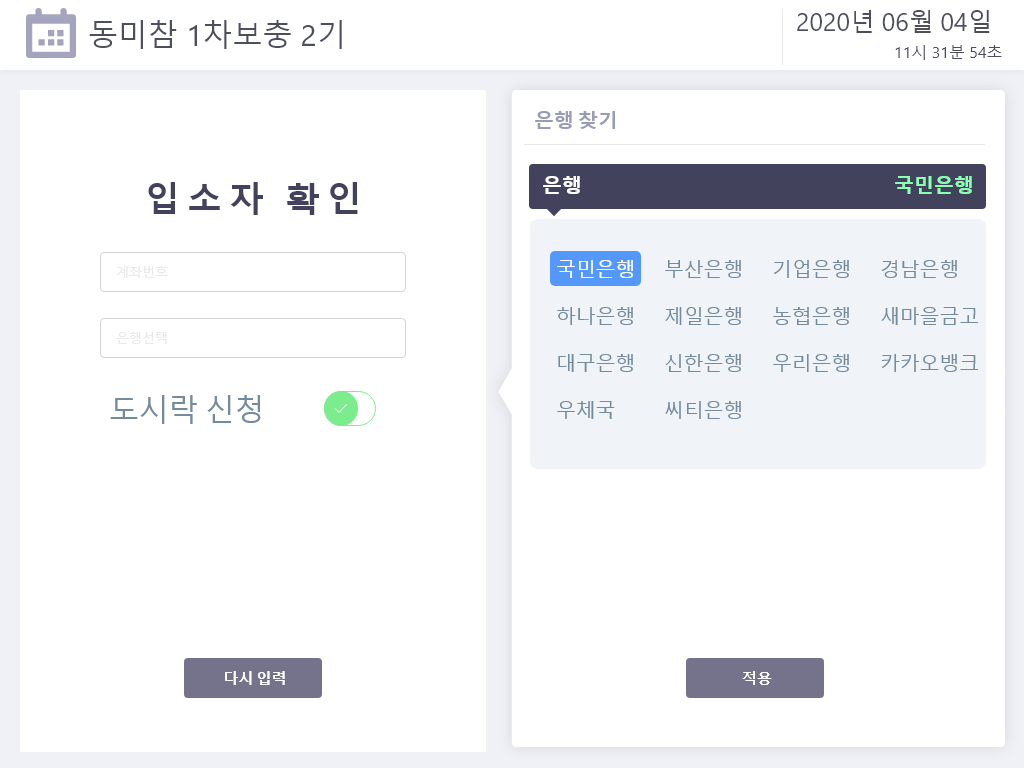 동미참 1차보충 2기
2020년 06월 04일
11시 31분 54초
입소자 확인
계좌번호
은행선택
도시락 신청
다시 입력
은행 찾기
은행 국민은행
국민은행 부산은행 기업은행 경남은행
하나은행 제일은행 농협은행 새마을금고
대구은행 신한은행 우리은행 카카오뱅크
우체국 씨티은행
적용